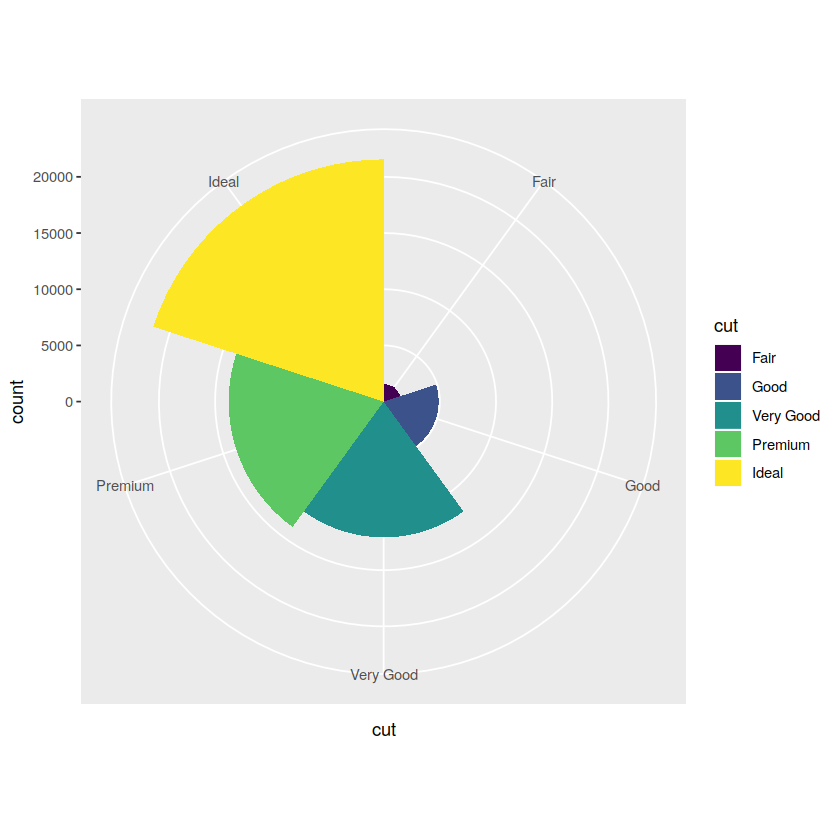 20000
15000
10000
5000
0
count
Ideal
Fair
Premium
Good
Very Good
cut
cut
Fair
Good
Very Good
Premium
Ideal